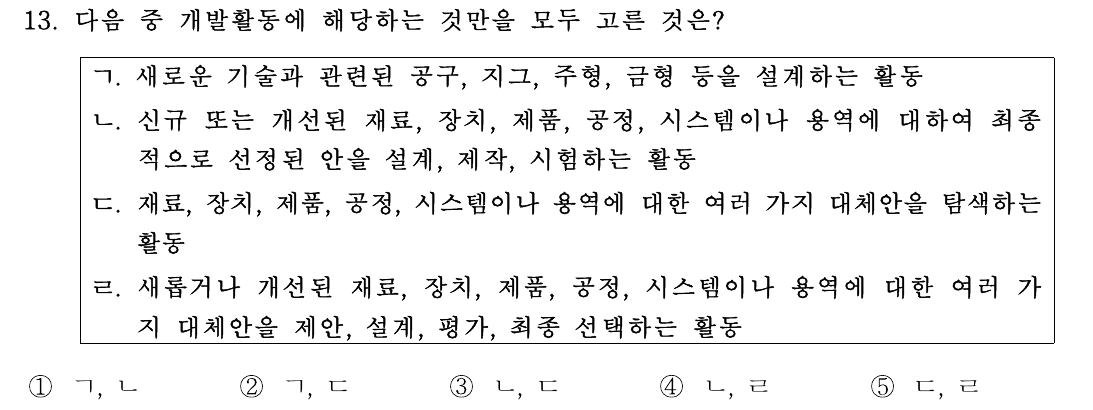 13. 다음 중 개발활동에 해당하는 것만을 모두 고른 것은?
ㄱ. 새로운 기술과 관련된 공구, 지그, 주형, 금형 등을 설계하는 활동
ㄴ. 신규 또는 개선된 재료, 장치, 제품, 공정, 시스템이나 용역에 대하여 최종
적으로 선정된 안을 설계, 제작, 시험하는 활동
ㄷ. 재료, 장치, 제품, 공정, 시스템이나 용역에 대한 여러 가지 대체안을 탐색하는
활동
ㄹ. 새롭거나 개선된 재료, 장치, 제품, 공정, 시스템이나 용역에 대한 여러 가
지 대체안을 제안, 설계, 평가, 최종 선택하는 활동
① ㄱ, ㄴ ② ㄱ, ㄷ ③ ㄴ, ㄷ ④ ㄴ, ㄹ ⑤ ㄷ, ㄹ